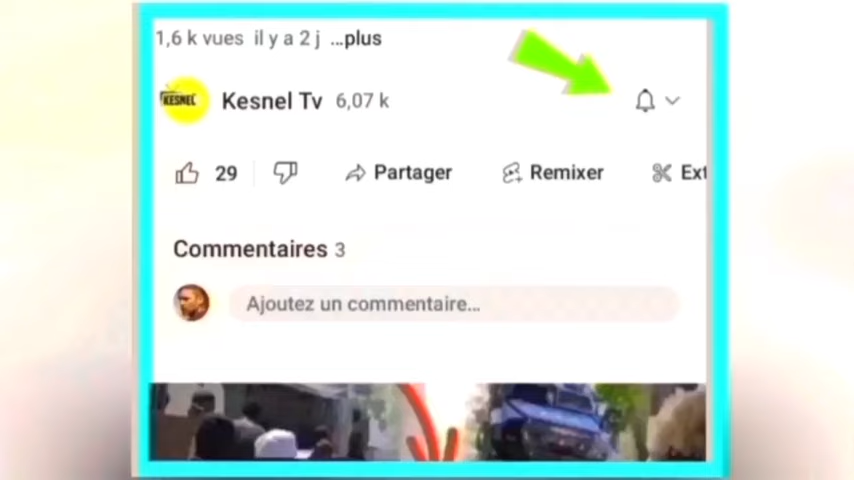 1,6 k vues il y a 2 j ...plus
KESNEL
Kesnel Tv 6,07 k
29 Partager Remixer Ext
Commentaires 3
Ajoutez un commentaire...